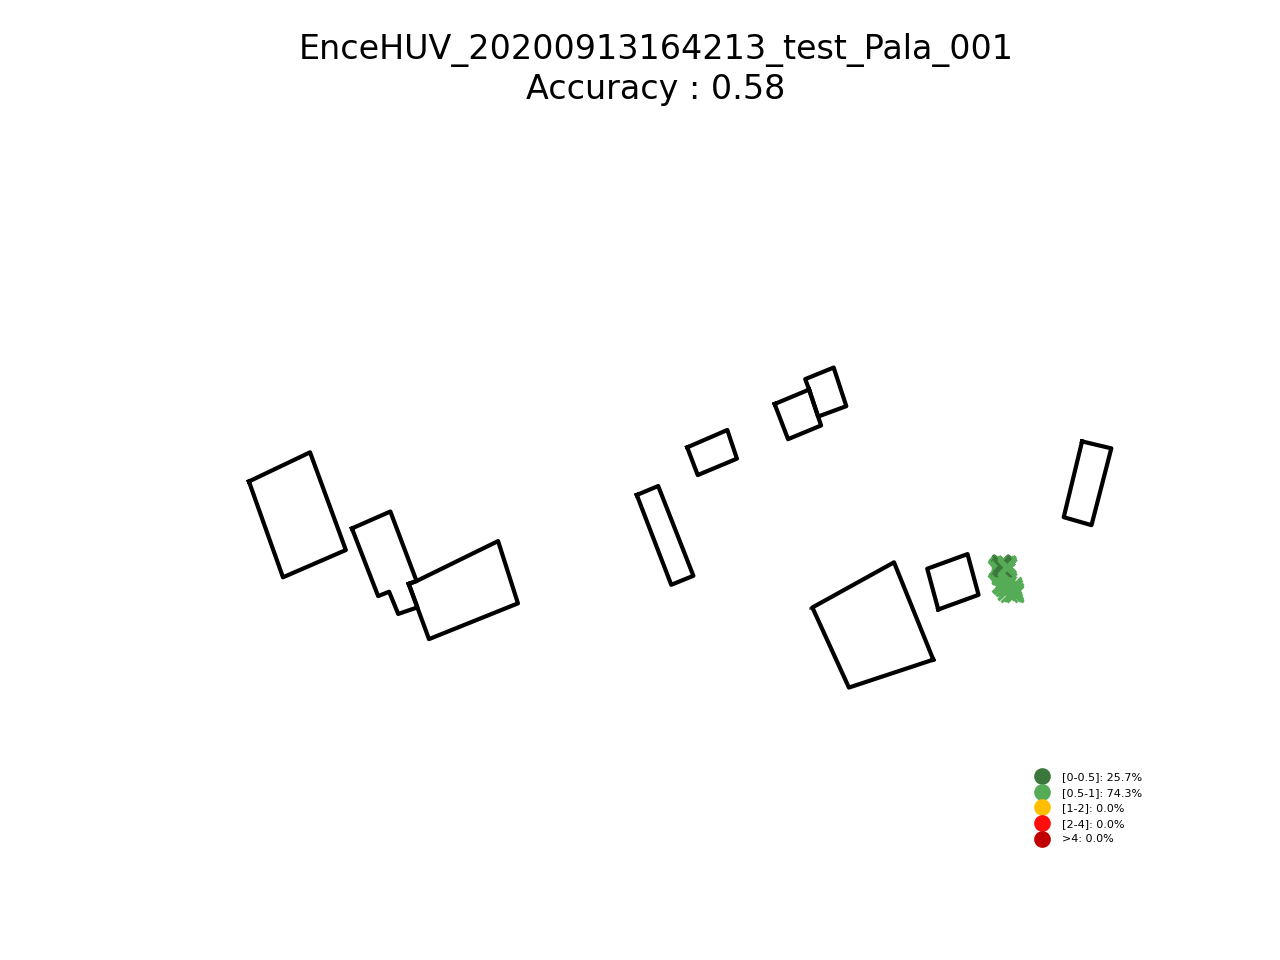 EnceHUV_20200913164213_test_Pala_001
Accuracy : 0.58
[0-0.5]: 25.7%
[0.5-1]: 74.3%
[1-2]: 0.0%
[2-4]: 0.0%
>4: 0.0%